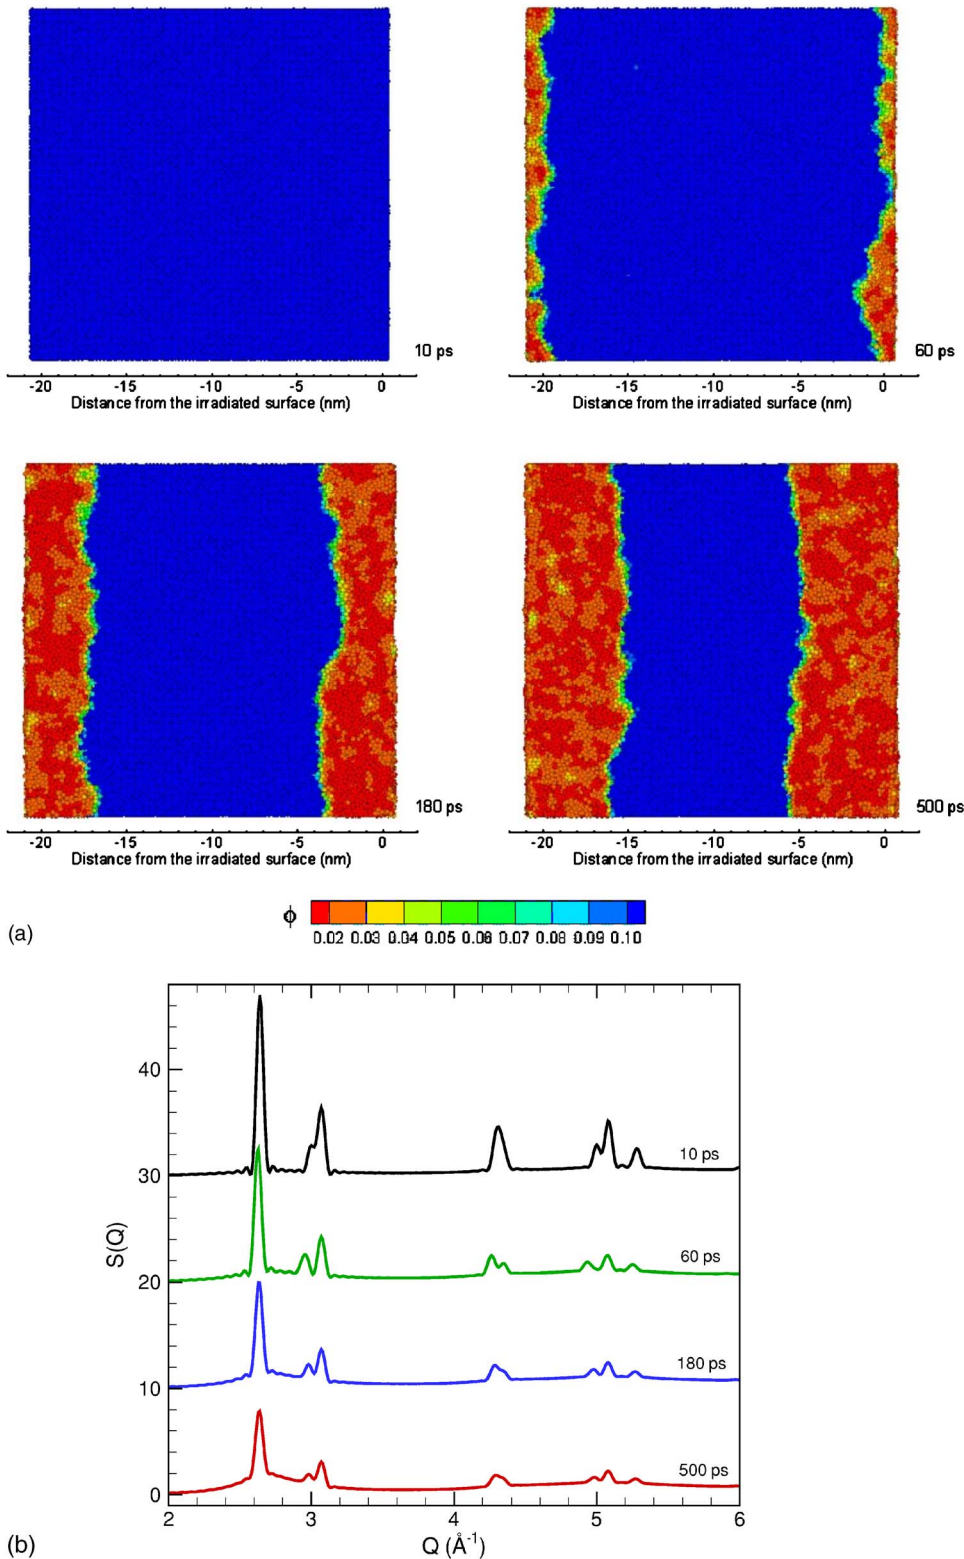 10 ps
60 ps
-20 -15 -10 -5 0
Distance from the irradiated surface (nm)
-20 -15 -10 -5 0
Distance from the irradiated surface (nm)
180 ps
500 ps
-20 -15 -10 -5 0
Distance from the irradiated surface (nm)
-20 -15 -10 -5 0
Distance from the irradiated surface (nm)
(a)
ϕ
0.02 0.03 0.04 0.05 0.06 0.07 0.08 0.09 0.10
40
30
20
10
0
S(Q)
10 ps
60 ps
180 ps
500 ps
2 3 4 5 6
Q (Å⁻¹)
(b)